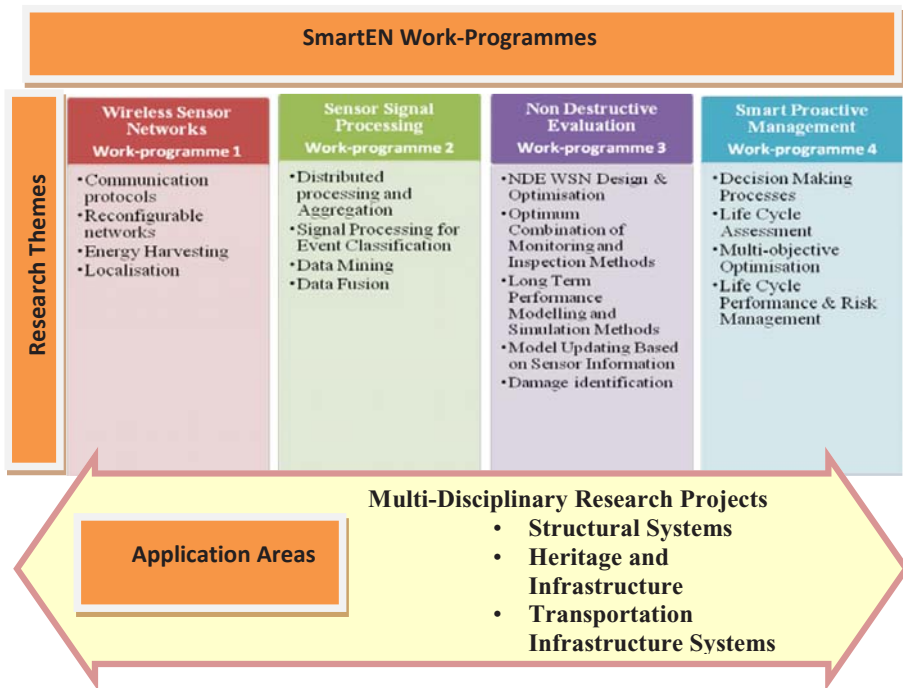 SmartEN Work-Programmes
Research Themes
Wireless Sensor
Networks
Work-programme 1
•Communication
protocols
•Reconfigurable
networks
•Energy Harvesting
•Localisation
Sensor Signal
Processing
Work-programme 2
•Distributed
processing and
Aggregation
•Signal Processing for
Event Classification
•Data Mining
•Data Fusion
Non Destructive
Evaluation
Work-programme 3
•NDE WSN Design &
Optimisation
•Optimum
Combination of
Monitoring and
Inspection Methods
•Long Term
Performance
Modelling and
Simulation Methods
•Model Updating Based
on Sensor Information
•Damage identification
Smart Proactive
Management
Work-programme 4
•Decision Making
Processes
•Life Cycle
Assessment
•Multi-objective
Optimisation
•Life Cycle
Performance & Risk
Management
Application Areas
Multi-Disciplinary Research Projects
• Structural Systems
• Heritage and
Infrastructure
• Transportation
Infrastructure Systems